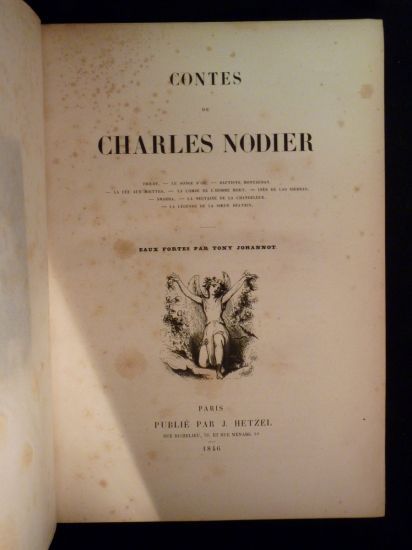 CONTES
DE
CHARLES NODIER
TRILBY. — LE SONGE D'OR. — BAPTISTE MONTAUBAN.
— LA FÉE AUX MIETTES. — LA COMBE DE L'HOMME MORT. — INÈS DE LAS SIERRAS.
— SMARRA. — LA NEUVAINE DE LA CHANDELEUR.
— LA LÉGENDE DE LA SŒUR BÉATRIX.
EAUX FORTES PAR TONY JOHANNOT
PARIS
PUBLIÉ PAR J. HETZEL
RUE RICHELIEU, 76, ET RUE MÉNARS, 10
1846